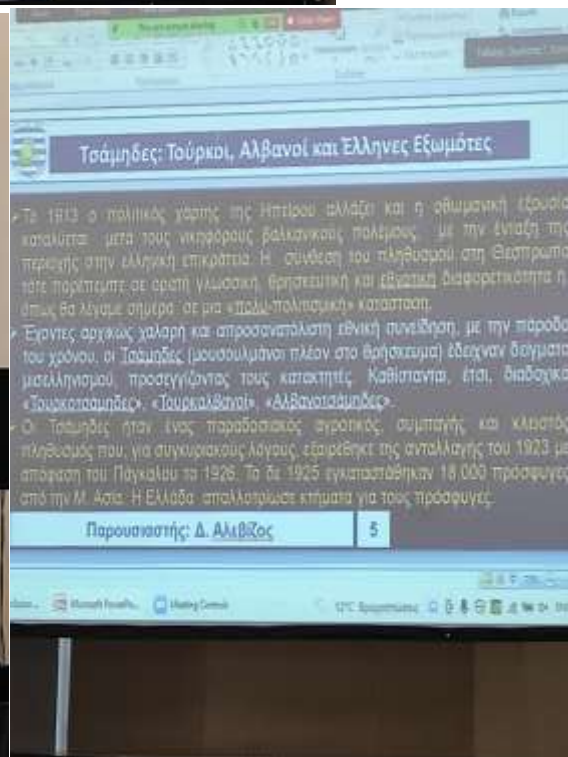 Τσάμηδες: Τούρκοι, Αλβανοί και Έλληνες Εξωμότες
Το 1913 ο πολιτικός χάρτης της Ηπείρου αλλάζει και η οθωμανική εξουσία
καταλύεται μετά τους νικηφόρους βαλκανικούς πολέμους με την ένταξη της
περιοχής στην ελληνική επικράτεια. Η σύνθεση του πληθυσμού στη Θεσπρωτία
τότε παρέπεμπε σε ορατή γλωσσική, θρησκευτική και εθνοτική διαφορετικότητα ή
όπως θα λέγαμε σήμερα σε μια «πολυ-πολιτισμική» κατάσταση.
Έχοντες αρχικώς χαλαρή και απροσανατόλιστη εθνική συνείδηση, με την πάροδο
του χρόνου, οι Τσάμηδες (μουσουλμάνοι πλέον στο θρήσκευμα) έδειχναν δείγματα
μισελληνισμού, προσεγγίζοντας τους κατακτητές. Καθίστανται, έτσι, διαδοχικά
«Τουρκοτσάμηδες», «Τουρκαλβανοί», «Αλβανοτσάμηδες».
Οι Τσάμηδες ήταν ένας παραδοσιακός αγροτικός, συμπαγής και κλειστός
πληθυσμός που, για συγκυριακούς λόγους, εξαιρέθηκε της ανταλλαγής του 1923 με
απόφαση του Πάγκαλου το 1926. Το δε 1925 εγκαταστάθηκαν 18.000 πρόσφυγες
από την Μ. Ασία. Η Ελλάδα απαλλοτρίωσε κτήματα για τους πρόσφυγες.
Παρουσιαστής: Δ. Αλεβίζος 5
Meeting Controls 12°C